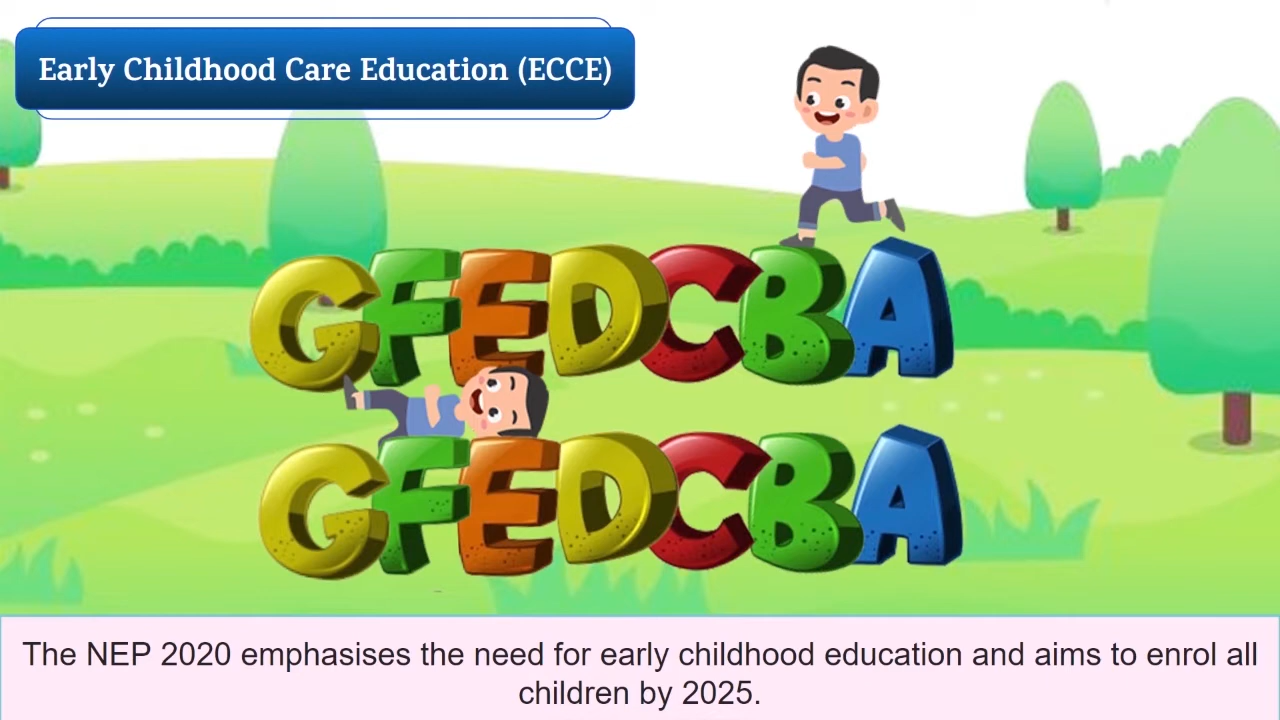 Early Childhood Care Education (ECCE)
GFEDCBA
GFEDCBA
The NEP 2020 emphasises the need for early childhood education and aims to enrol all
children by 2025.